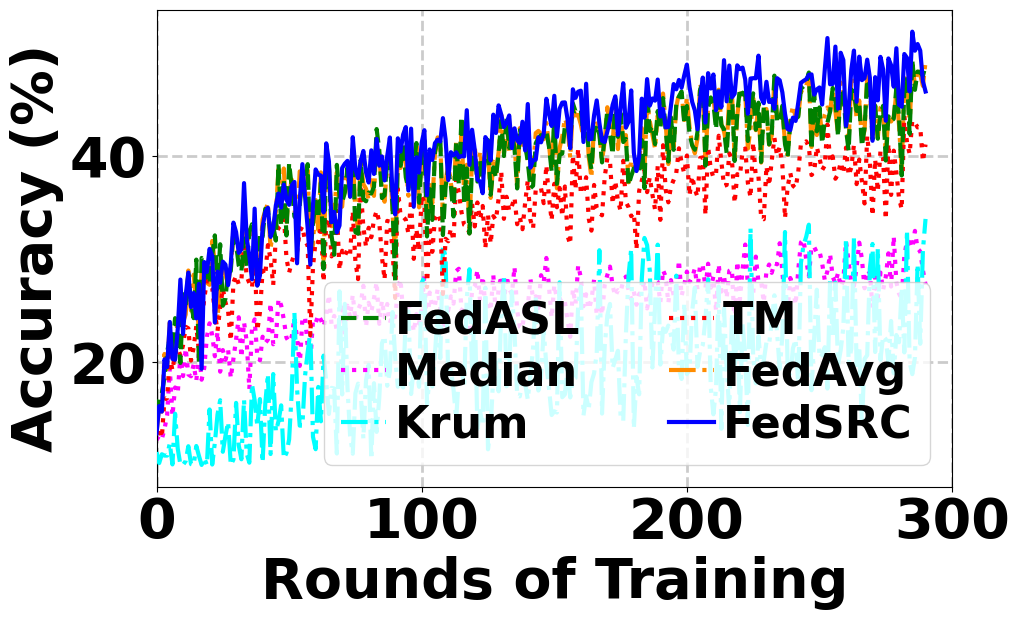 Accuracy (%)
40
20
FedASL
Median
Krum
TM
FedAvg
FedSRC
0 100 200 300
Rounds of Training